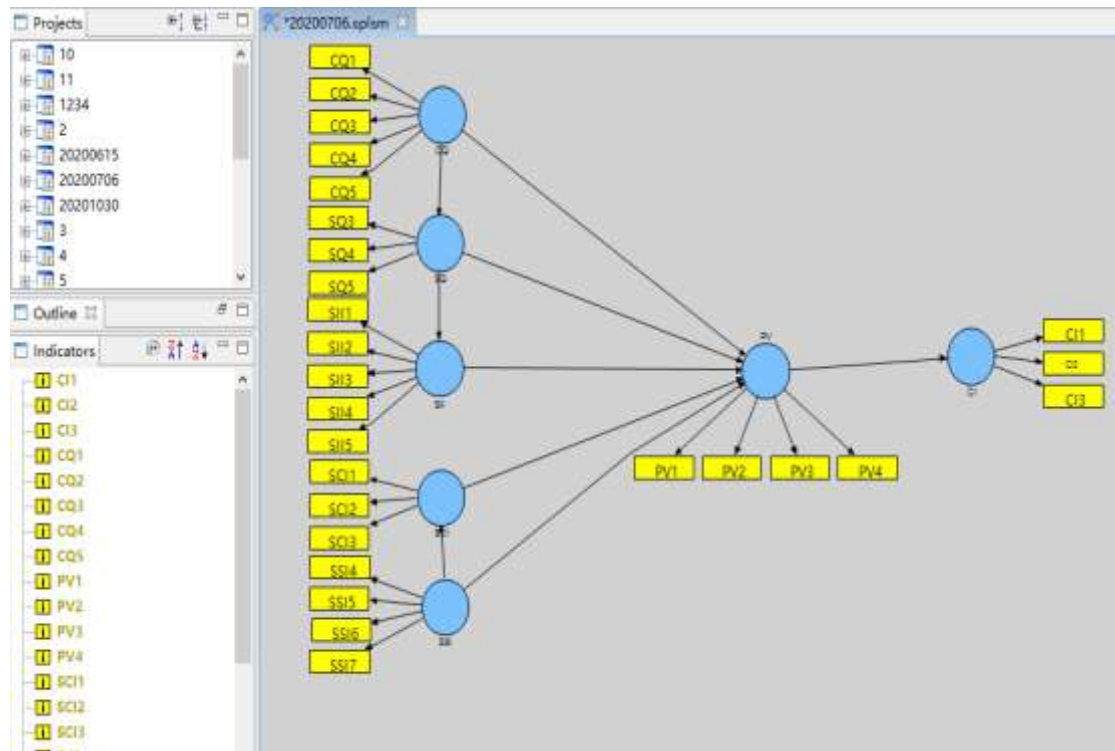 Projects
10
11
1234
2
20200615
20200706
20201030
3
4
5
Outline
Indicators
CI1
CI2
CI3
CQ1
CQ2
CQ3
CQ4
CQ5
PV1
PV2
PV3
PV4
SCI1
SCI2
SCI3
*20200706.splsm
CQ1
CQ2
CQ3
CQ4
CQ5
SQ3
SQ4
SQ5
SII1
SII2
SII3
SII4
SII5
SCI1
SCI2
SCI3
SSI4
SSI5
SSI6
SSI7
PV
PV1 PV2 PV3 PV4
CI1
CI3